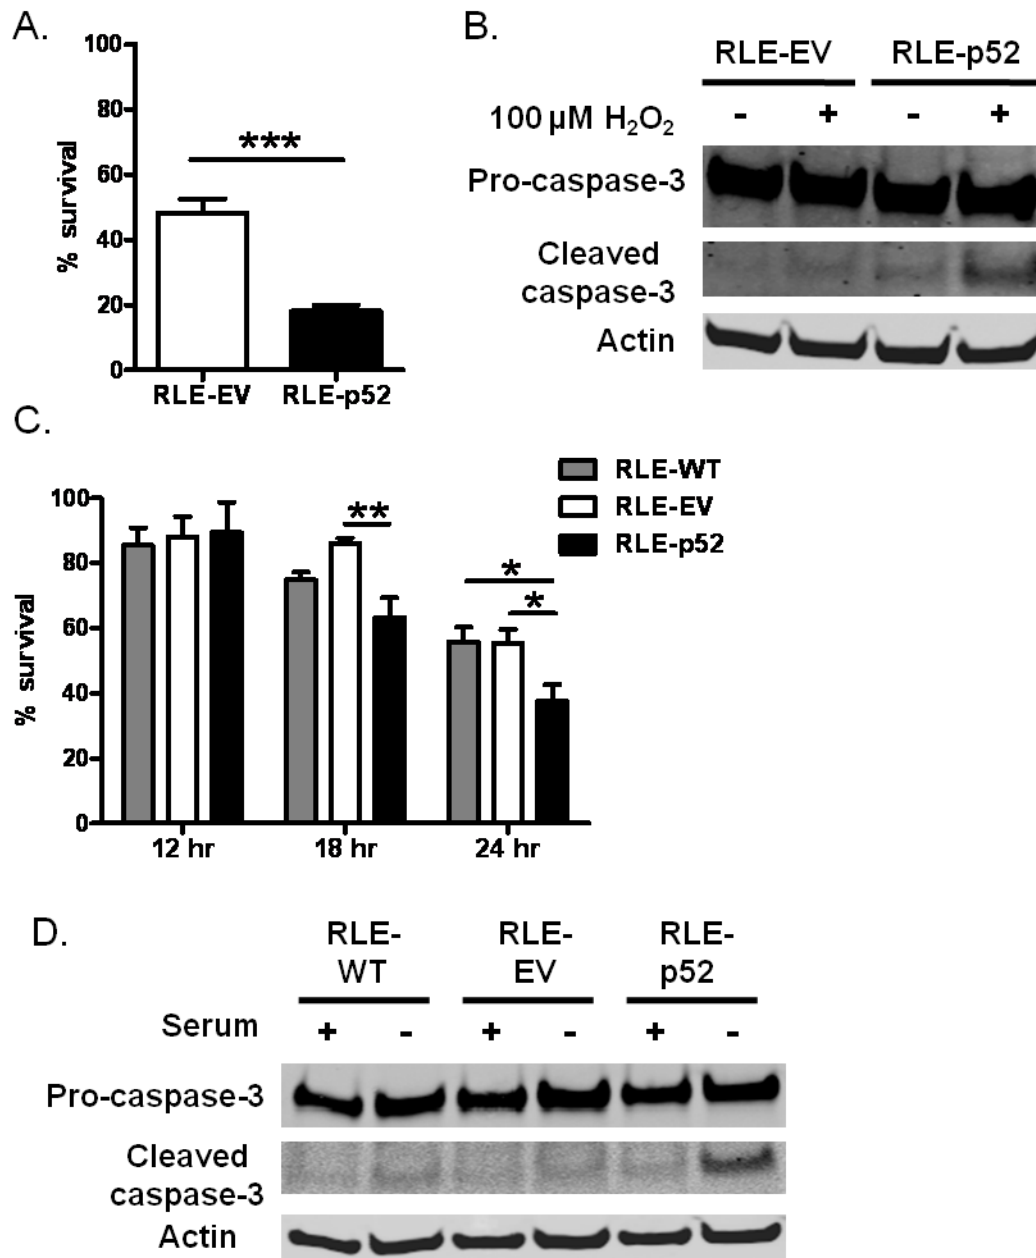 A.
100
80
60
40
20
0
% survival
***
RLE-EV RLE-p52
B.
RLE-EV RLE-p52
100 µM H₂O₂ - + - +
Pro-caspase-3
Cleaved
caspase-3
Actin
C.
100
80
60
40
20
0
% survival
** * *
12 hr 18 hr 24 hr
RLE-WT
RLE-EV
RLE-p52
D.
RLE-
WT
RLE-
EV
RLE-
p52
Serum + - + - + -
Pro-caspase-3
Cleaved
caspase-3
Actin